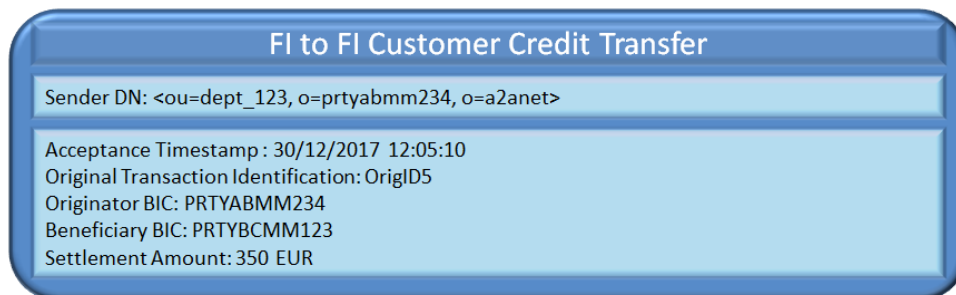 FI to FI Customer Credit Transfer
Sender DN: <ou=dept_123, o=prtyabmm234, o=a2anet>
Acceptance Timestamp : 30/12/2017 12:05:10
Original Transaction Identification: OrigID5
Originator BIC: PRTYABMM234
Beneficiary BIC: PRTYBCMM123
Settlement Amount: 350 EUR